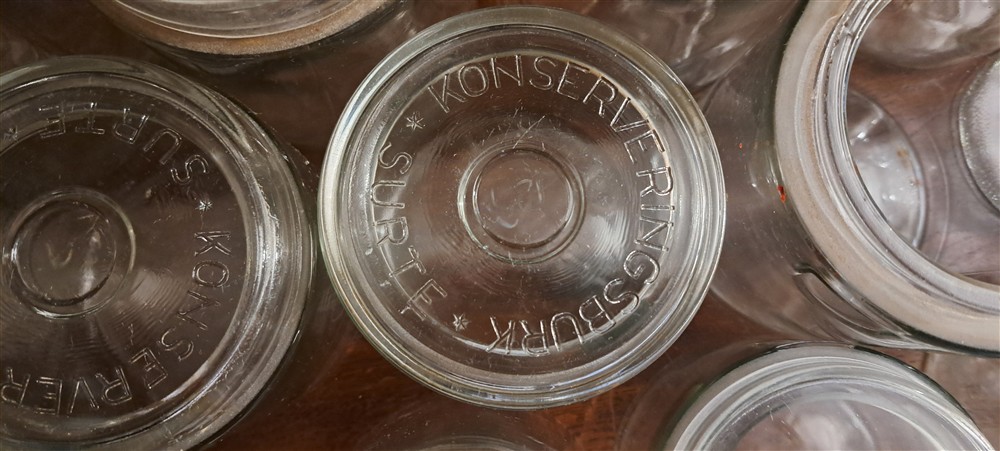 KONSERVERINGSBURK * SURTE *
SURTE * KONSERVER